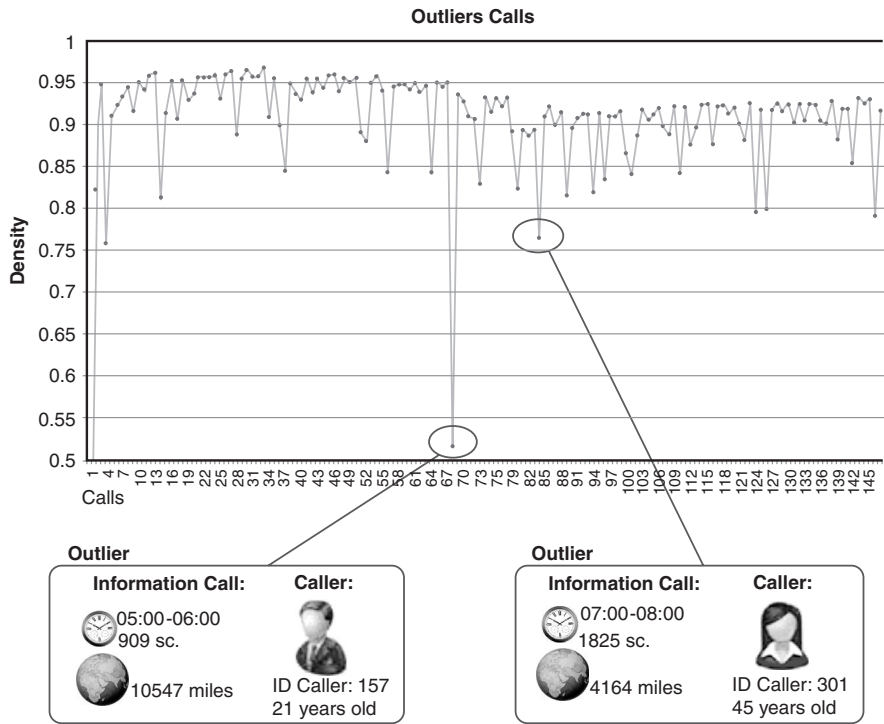 Outliers Calls
Density
1
0.95
0.9
0.85
0.8
0.75
0.7
0.65
0.6
0.55
0.5
1 4 7 10 13 16 19 22 25 28 31 34 37 40 43 46 49 52 55 58 61 64 67 70 73 76 79 82 85 88 91 94 97 100 103 106 109 112 115 118 121 124 127 130 133 136 139 142 145
Calls
Outlier
Information Call:
Caller:
05:00-06:00
909 sc.
10547 miles
ID Caller: 157
21 years old
Outlier
Information Call:
Caller:
07:00-08:00
1825 sc.
4164 miles
ID Caller: 301
45 years old